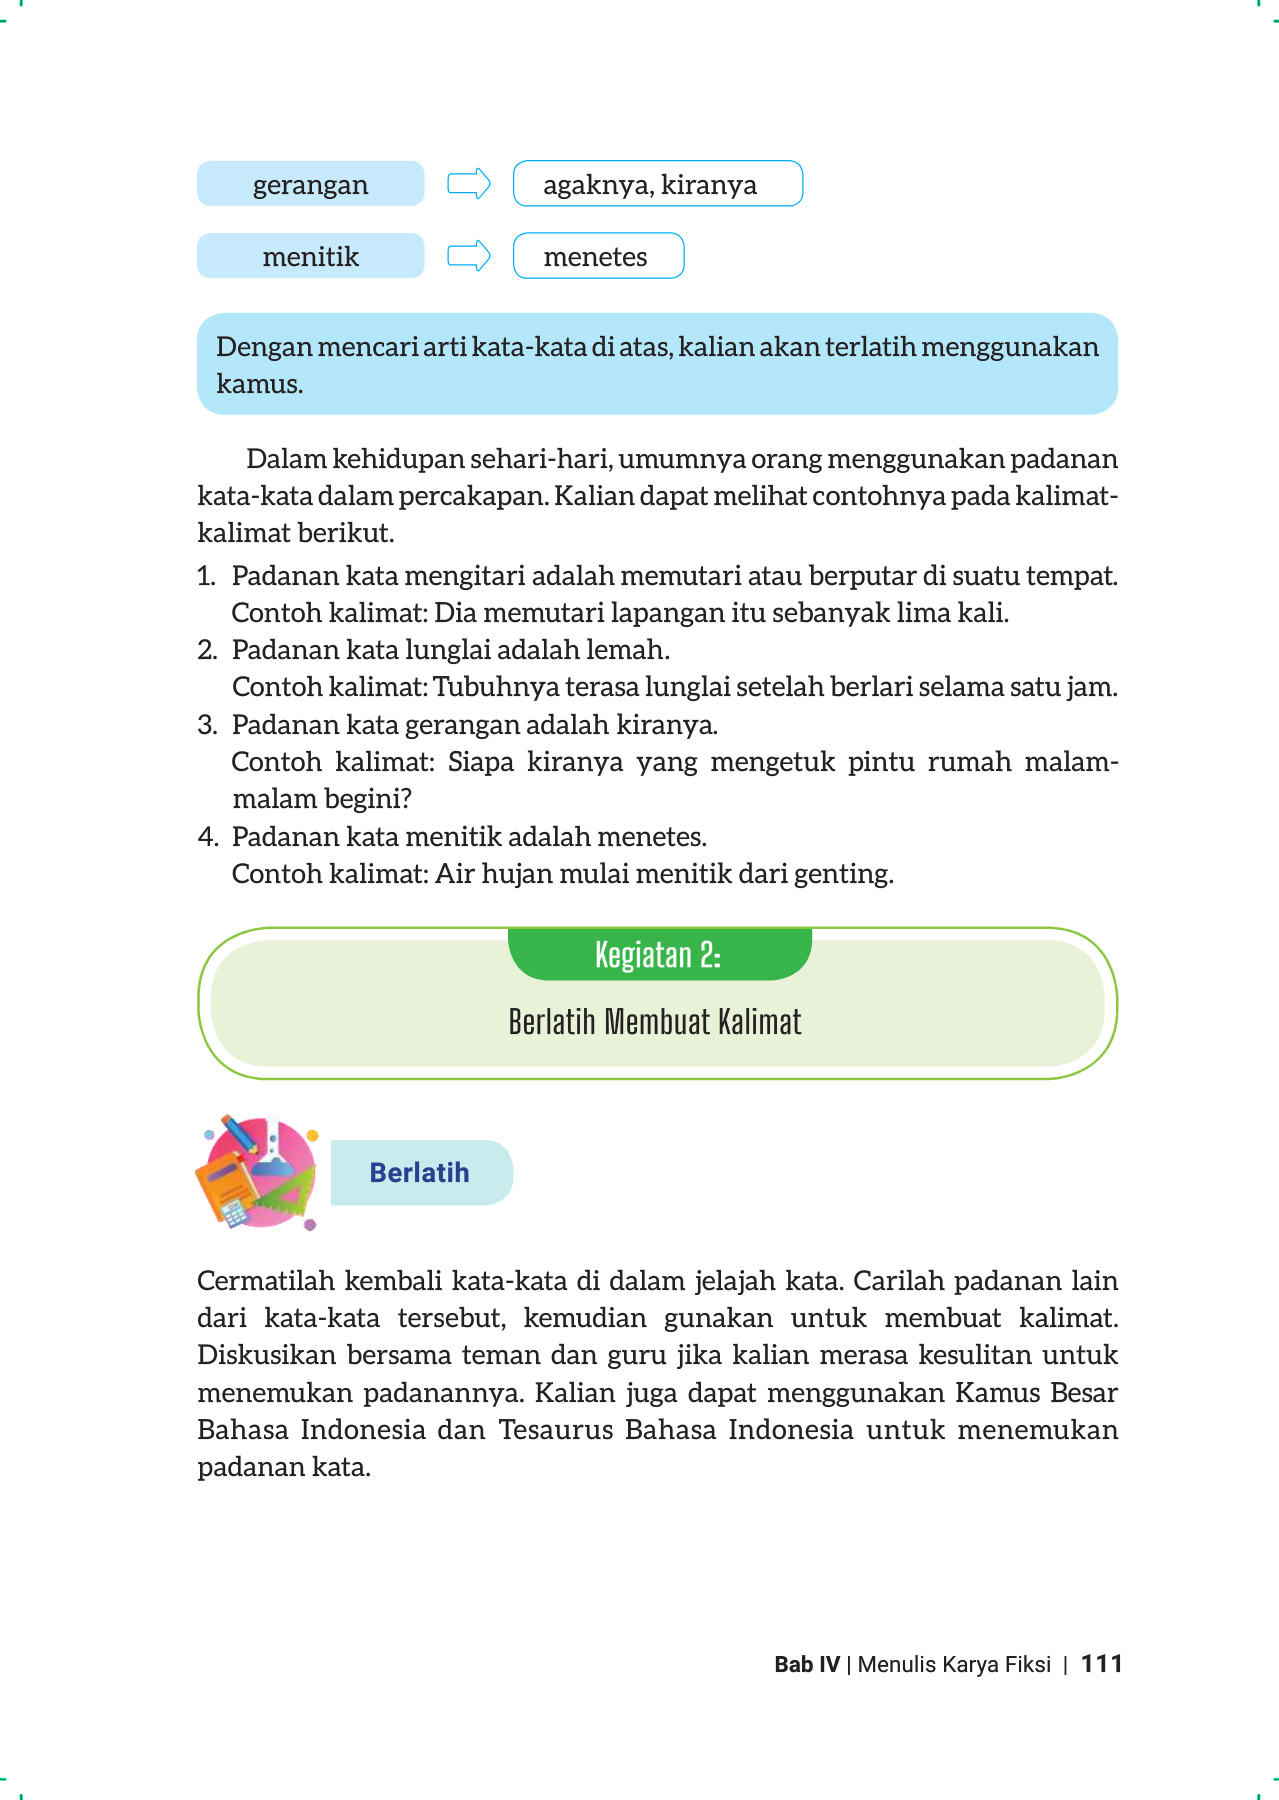 gerangan
agaknya, kiranya
menitik
menetes
Dengan mencari arti kata-kata di atas, kalian akan terlatih menggunakan
kamus.
Dalam kehidupan sehari-hari, umumnya orang menggunakan padanan
kata-kata dalam percakapan. Kalian dapat melihat contohnya pada kalimat-
kalimat berikut.
1. Padanan kata mengitari adalah memutari atau berputar di suatu tempat.
Contoh kalimat: Dia memutari lapangan itu sebanyak lima kali.
2. Padanan kata lunglai adalah lemah.
Contoh kalimat: Tubuhnya terasa lunglai setelah berlari selama satu jam.
3. Padanan kata gerangan adalah kiranya.
Contoh kalimat: Siapa kiranya yang mengetuk pintu rumah malam-
malam begini?
4. Padanan kata menitik adalah menetes.
Contoh kalimat: Air hujan mulai menitik dari genting.
Kegiatan 2:
Berlatih Membuat Kalimat
Berlatih
Cermatilah kembali kata-kata di dalam jelajah kata. Carilah padanan lain
dari kata-kata tersebut, kemudian gunakan untuk membuat kalimat.
Diskusikan bersama teman dan guru jika kalian merasa kesulitan untuk
menemukan padanannya. Kalian juga dapat menggunakan Kamus Besar
Bahasa Indonesia dan Tesaurus Bahasa Indonesia untuk menemukan
padanan kata.
Bab IV | Menulis Karya Fiksi | 111